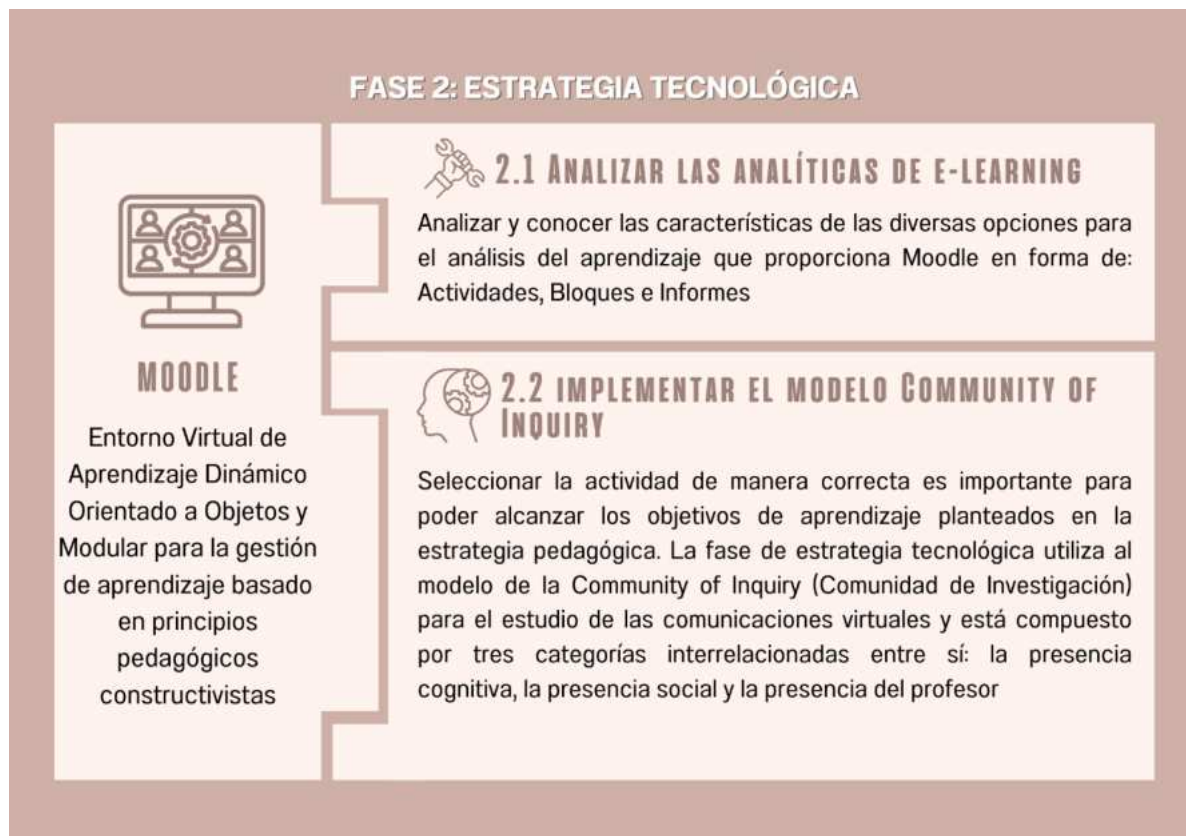 FASE 2: ESTRATEGIA TECNOLÓGICA
MOODLE
Entorno Virtual de
Aprendizaje Dinámico
Orientado a Objetos y
Modular para la gestión
de aprendizaje basado
en principios
pedagógicos
constructivistas
2.1 ANALIZAR LAS ANALÍTICAS DE E-LEARNING
Analizar y conocer las características de las diversas opciones para
el análisis del aprendizaje que proporciona Moodle en forma de:
Actividades, Bloques e Informes
2.2 IMPLEMENTAR EL MODELO COMMUNITY OF
INQUIRY
Seleccionar la actividad de manera correcta es importante para
poder alcanzar los objetivos de aprendizaje planteados en la
estrategia pedagógica. La fase de estrategia tecnológica utiliza al
modelo de la Community of Inquiry (Comunidad de Investigación)
para el estudio de las comunicaciones virtuales y está compuesto
por tres categorías interrelacionadas entre sí: la presencia
cognitiva, la presencia social y la presencia del profesor